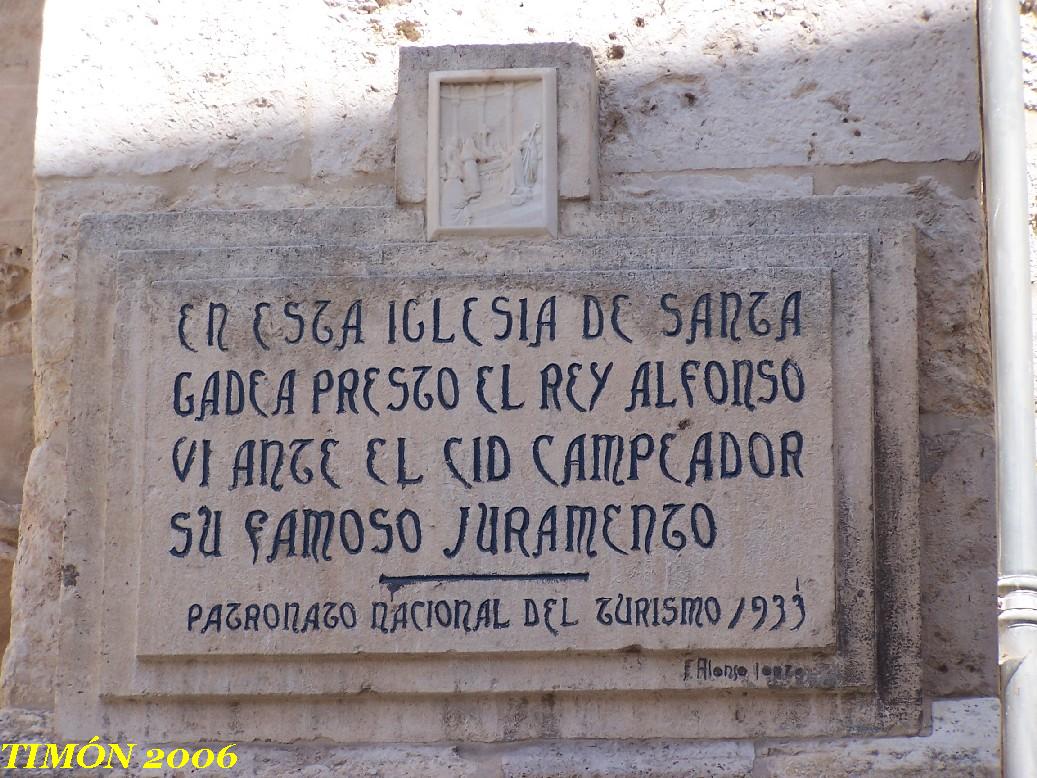 EN ESTA IGLESIA DE SANTA
GADEA PRESTO EL REY ALFONSO
VI ANTE EL CID CAMPEADOR
SU FAMOSO JURAMENTO
PATRONATO NACIONAL DEL TURISMO 1933
F. Alonso
TIMÓN 2006